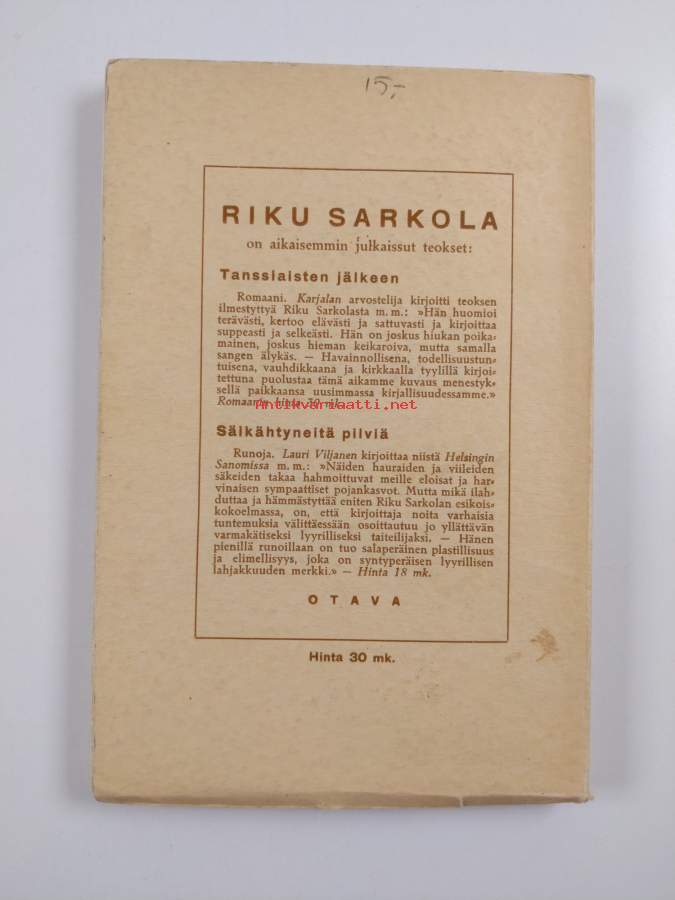 15,-
RIKU SARKOLA
on aikaisemmin julkaissut teokset:
Tanssiaisten jälkeen
Romaani. Karjalan arvostelija kirjoitti teoksen
ilmestyttyä Riku Sarkolasta m. m.: »Hän huomioi
terävästi, kertoo elävästi ja sattuvasti ja kirjoittaa
suppeasti ja selkeästi. Hän on joskus hiukan poika-
mainen, joskus hieman keikaroiva, mutta samalla
sangen älykäs. — Havainnollisena, todellisuustun-
tuisena, vauhdikkaana ja kirkkaalla tyylillä kirjoi-
tettuna puolustaa tämä aikamme kuvaus menestyk-
sellä paikkaansa uusimmassa kirjallisuudessamme.»
Romaanin hinta 30 mk.
Antikvariaatti.net
Säikähtyneitä pilviä
Runoja. Lauri Viljanen kirjoittaa niistä Helsingin
Sanomissa m. m.: »Näiden hauraiden ja viileiden
säkeiden takaa hahmoittuvat meille eloisat ja har-
vinaisen sympaattiset pojankasvot. Mutta mikä ilah-
duttaa ja hämmästyttää eniten Riku Sarkolan esikois-
kokoelmassa, on, että kirjoittaja noita varhaisia
tuntemuksia välittäessään osoittautuu jo yllättävän
varmakätiseksi lyyrilliseksi taiteilijaksi. — Hänen
pienillä runoillaan on tuo salaperäinen plastillisuus
ja elimellisyys, joka on syntyperäisen lyyrillisen
lahjakkuuden merkki.» — Hinta 18 mk.
OTAVA
Hinta 30 mk.